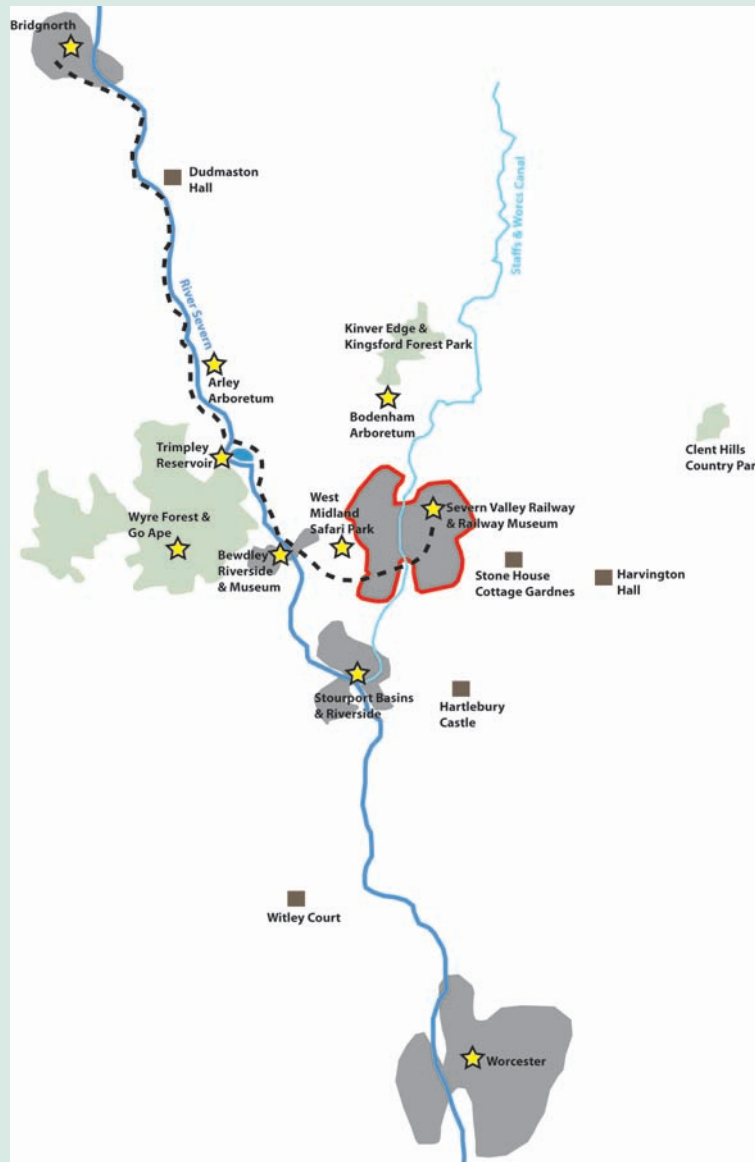 Bridgnorth
Dudmaston
Hall
River Severn
Staffs & Worcs Canal
Kinver Edge &
Kingsford Forest Park
Arley
Arboretum
Bodenham
Arboretum
Clent Hills
Country Par
Trimpley
Reservoir
West
Midland
Safari Park
Severn Valley Railway
& Railway Museum
Wyre Forest &
Go Ape
Bewdley
Riverside
& Museum
Stone House
Cottage Gardnes
Harvington
Hall
Stourport Basins
& Riverside
Hartlebury
Castle
Witley Court
Worcester